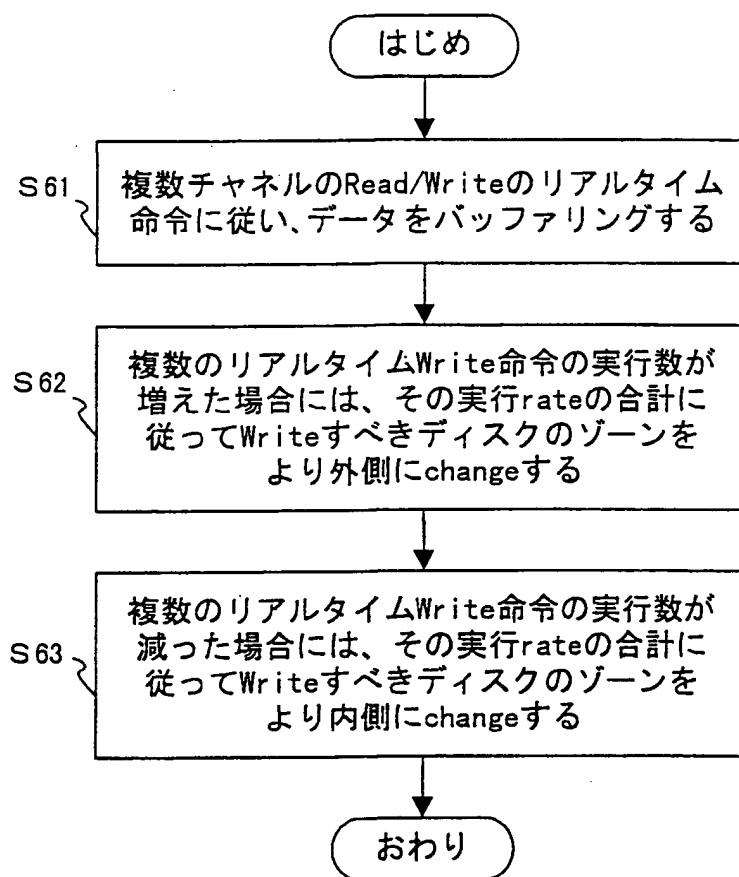 はじめ
S61
複数チャネルのRead/Writeのリアルタイム
命令に従い、データをバッファリングする
S62
複数のリアルタイムWrite命令の実行数が
増えた場合には、その実行rateの合計に
従ってWriteすべきディスクのゾーンを
より外側にchangeする
S63
複数のリアルタイムWrite命令の実行数が
減った場合には、その実行rateの合計に
従ってWriteすべきディスクのゾーンを
より内側にchangeする
おわり